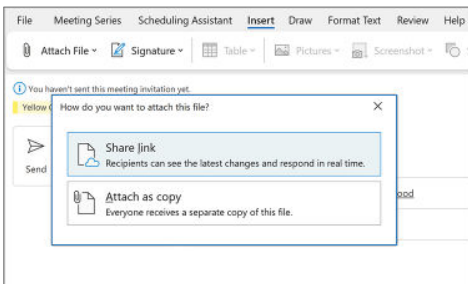 File Meeting Series Scheduling Assistant Insert Draw Format Text Review Help
Attach File Signature Table Pictures Screenshot
You haven't sent this meeting invitation yet.
Yellow
How do you want to attach this file?
Share link
Recipients can see the latest changes and respond in real time.
Send
Attach as copy
Everyone receives a separate copy of this file.
ood